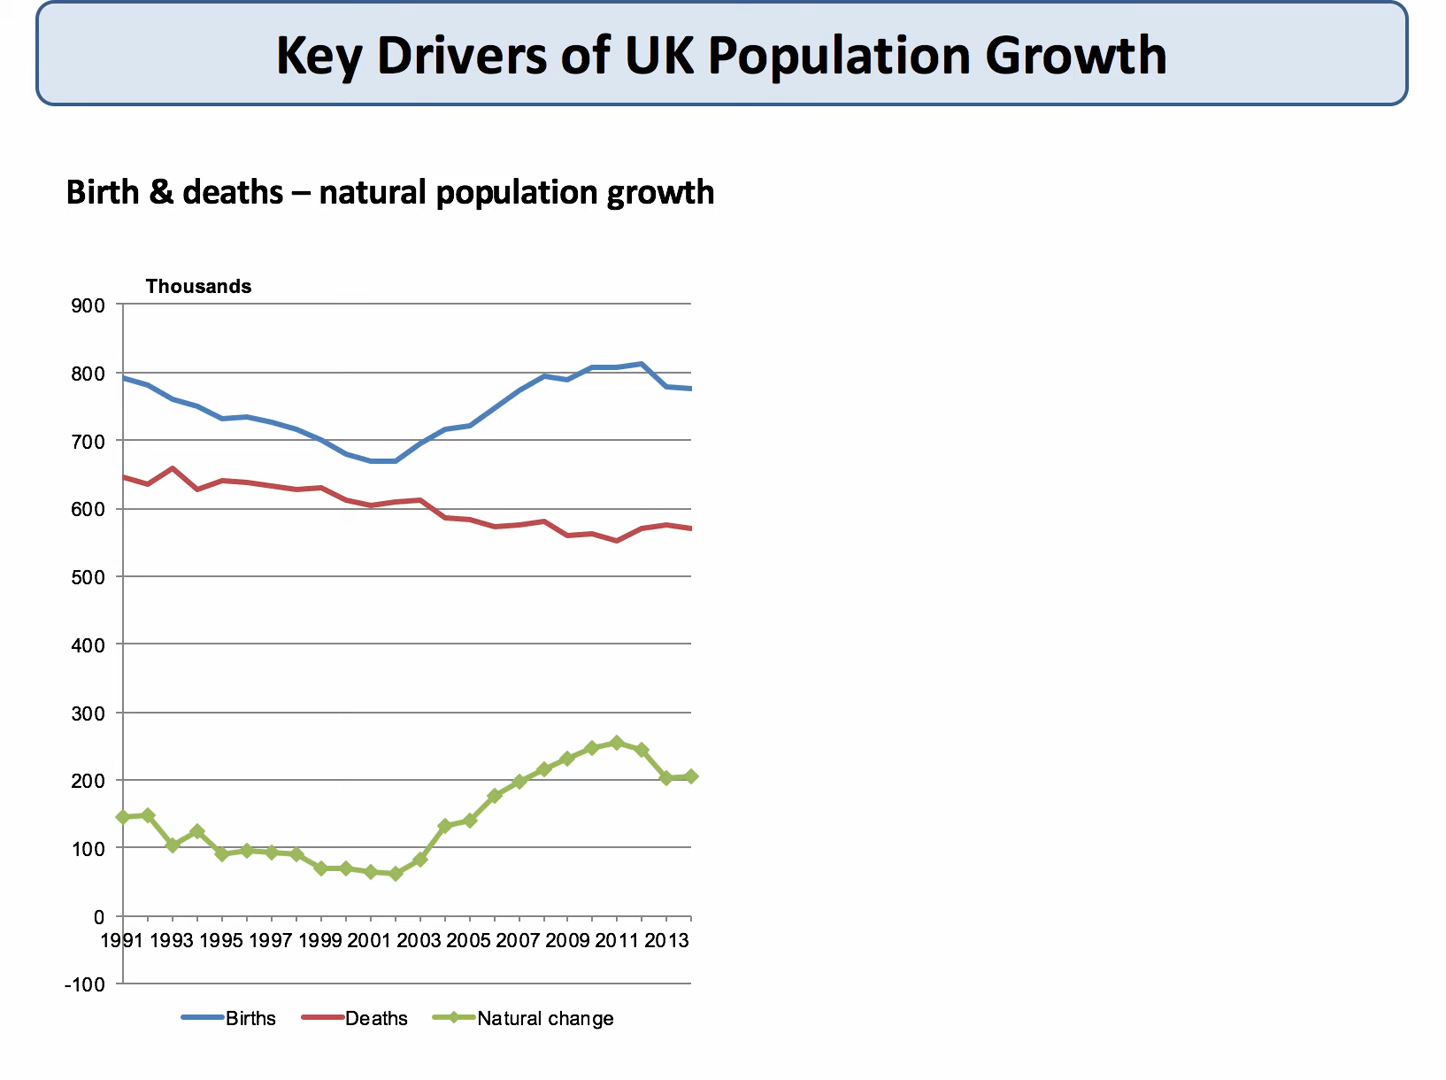 Key Drivers of UK Population Growth
Birth & deaths – natural population growth
Thousands
900
800
700
600
500
400
300
200
100
0
1991 1993 1995 1997 1999 2001 2003 2005 2007 2009 2011 2013
-100
Births Deaths Natural change